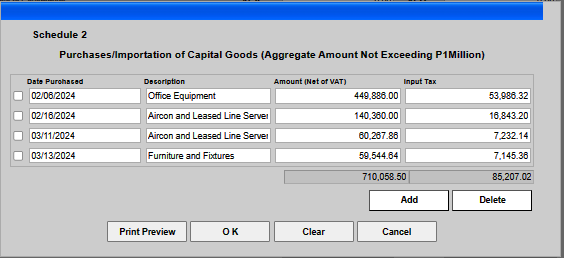 Schedule 2
Purchases/Importation of Capital Goods (Aggregate Amount Not Exceeding P1Million)
Date Purchased Description Amount (Net of VAT) Input Tax
02/06/2024 Office Equipment 449,886.00 53,986.32
02/16/2024 Aircon and Leased Line Server 140,360.00 16,843.20
03/11/2024 Aircon and Leased Line Server 60,267.86 7,232.14
03/13/2024 Furniture and Fixtures 59,544.64 7,145.36
710,058.50 85,207.02
Add Delete
Print Preview O K Clear Cancel